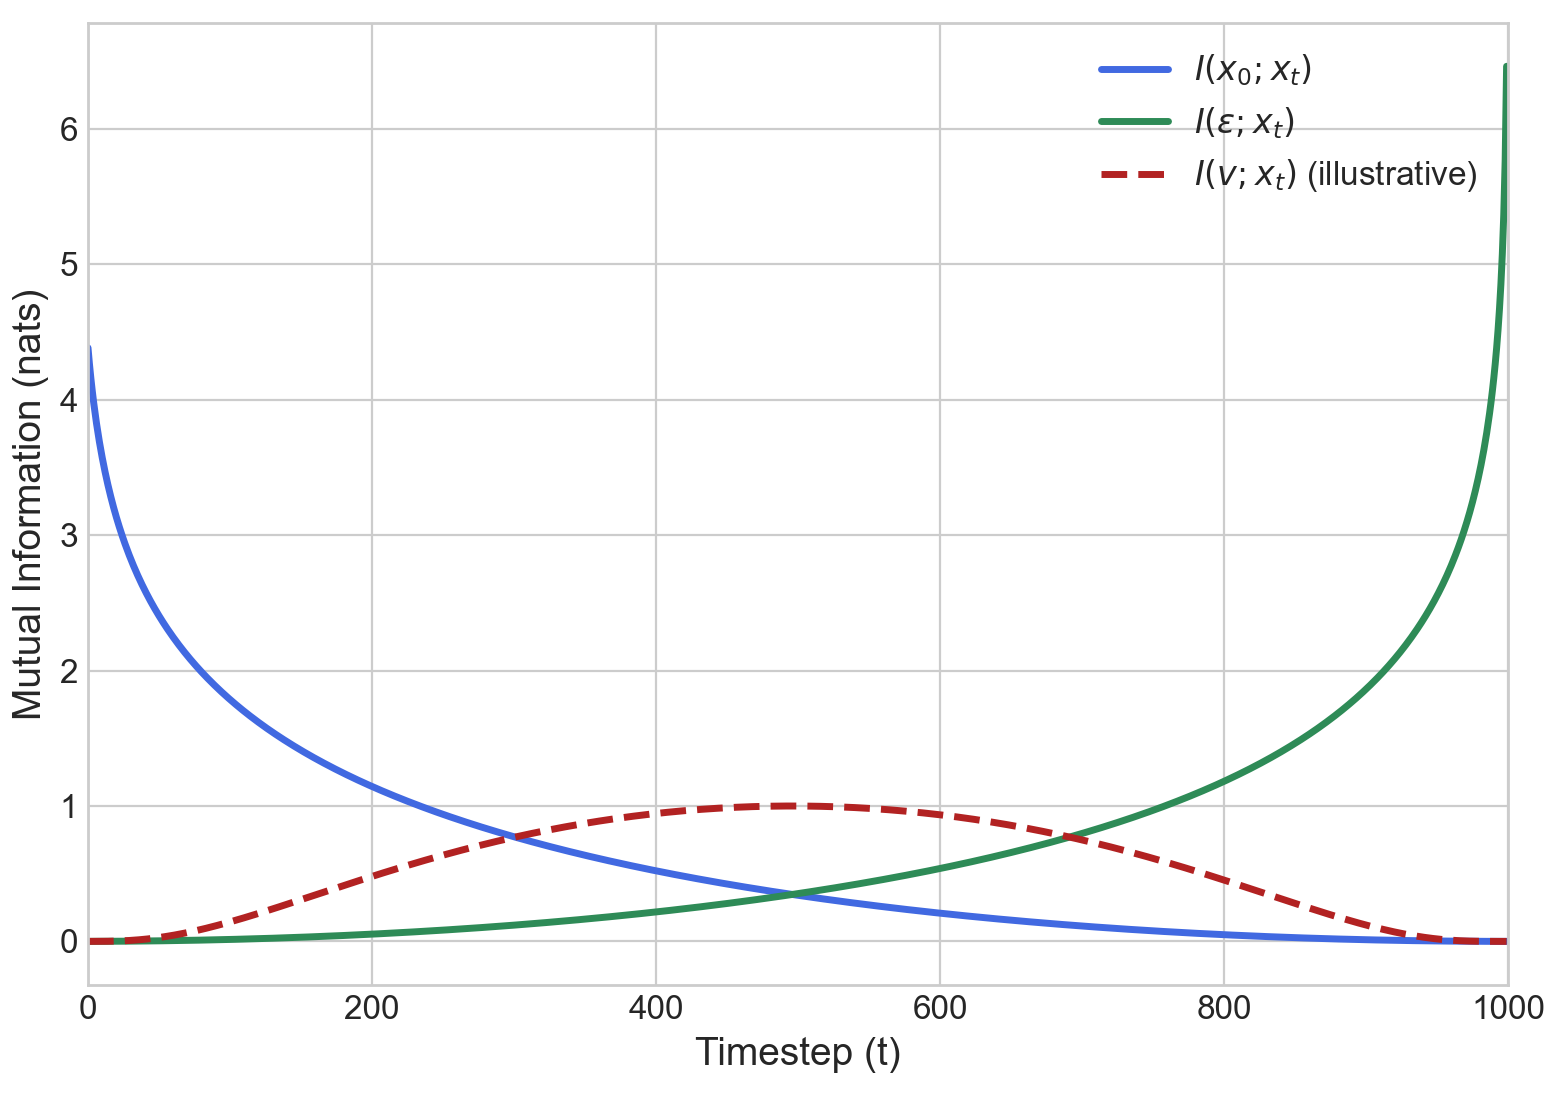 I(x₀; xₜ)
I(ε; xₜ)
I(v; xₜ) (illustrative)
Mutual Information (nats)
6
5
4
3
2
1
0
0 200 400 600 800 1000
Timestep (t)